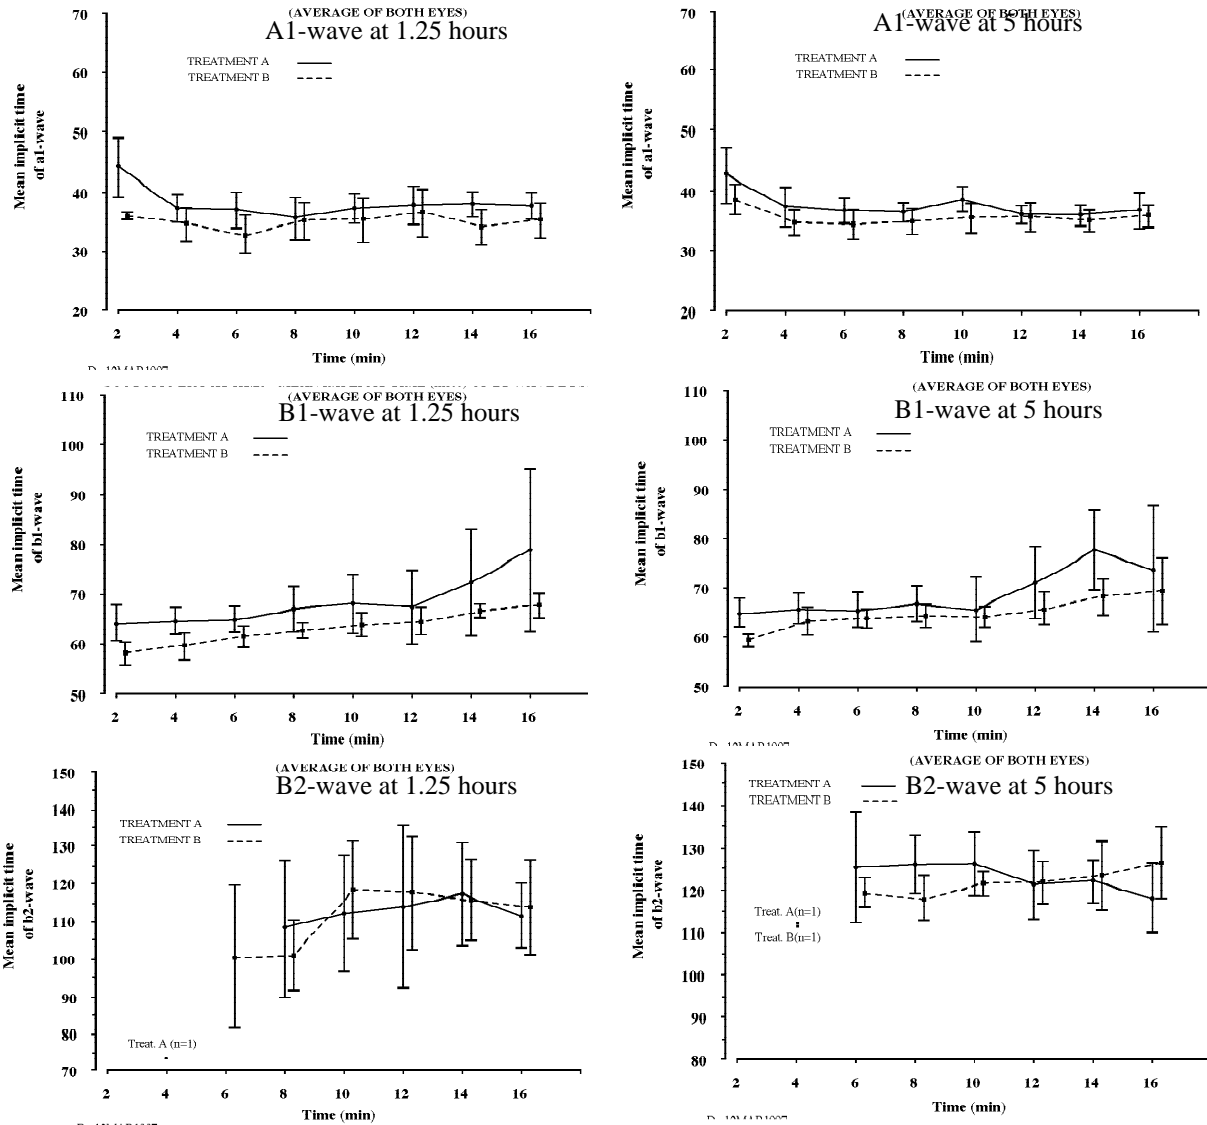 (AVERAGE OF BOTH EYES)
A1-wave at 1.25 hours
TREATMENT A
TREATMENT B
Mean implicit time
of a1-wave
70
60
50
40
30
20
2 4 6 8 10 12 14 16
Time (min)
(AVERAGE OF BOTH EYES)
A1-wave at 5 hours
TREATMENT A
TREATMENT B
Mean implicit time
of a1-wave
70
60
50
40
30
20
2 4 6 8 10 12 14 16
Time (min)
(AVERAGE OF BOTH EYES)
B1-wave at 1.25 hours
TREATMENT A
TREATMENT B
Mean implicit time
of b1-wave
110
100
90
80
70
60
50
2 4 6 8 10 12 14 16
Time (min)
(AVERAGE OF BOTH EYES)
B1-wave at 5 hours
TREATMENT A
TREATMENT B
Mean implicit time
of b1-wave
110
100
90
80
70
60
50
2 4 6 8 10 12 14 16
Time (min)
(AVERAGE OF BOTH EYES)
B2-wave at 1.25 hours
TREATMENT A
TREATMENT B
Mean implicit time
of b2-wave
150
140
130
120
110
100
90
80
70
Treat. A (n=1)
2 4 6 8 10 12 14 16
Time (min)
(AVERAGE OF BOTH EYES)
B2-wave at 5 hours
TREATMENT A
TREATMENT B
Mean implicit time
of b2-wave
150
140
130
120
110
100
90
80
Treat. A(n=1)
Treat. B(n=1)
2 4 6 8 10 12 14 16
Time (min)